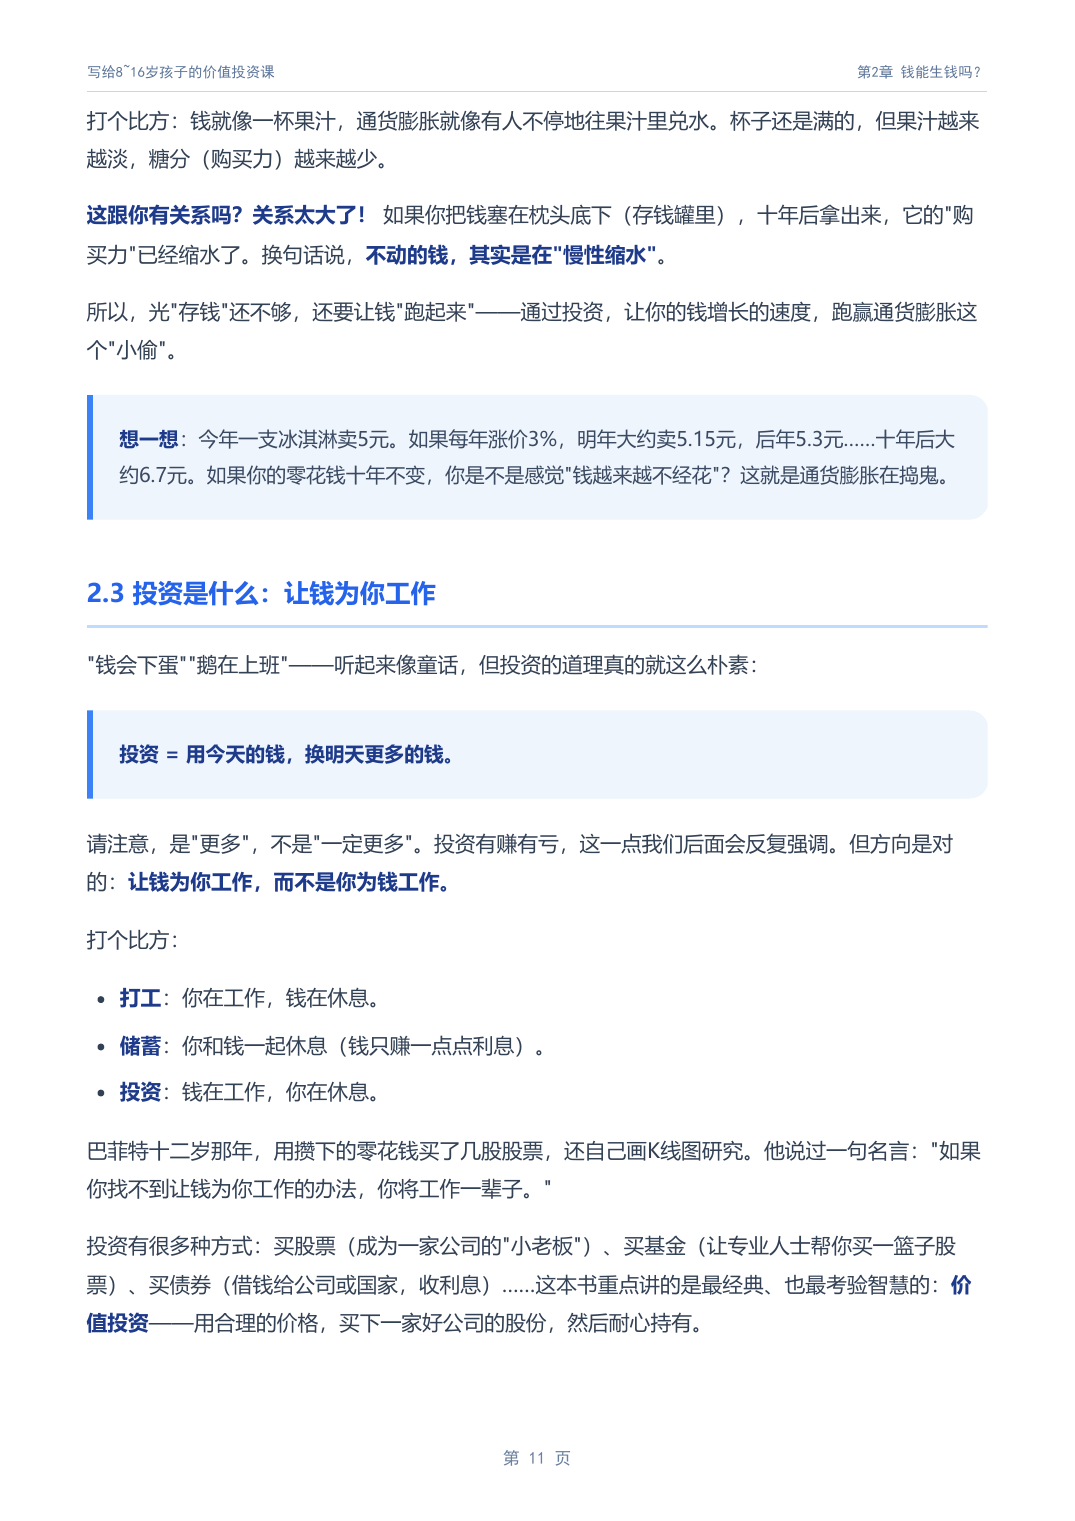 写给8~16岁孩子的价值投资课
第2章 钱能生钱吗？
打个比方：钱就像一杯果汁，通货膨胀就像有人不停地往果汁里兑水。杯子还是满的，但果汁越来
越淡，糖分（购买力）越来越少。
这跟你有关系吗？关系太大了！ 如果你把钱塞在枕头底下（存钱罐里），十年后拿出来，它的"购
买力"已经缩水了。换句话说，不动的钱，其实是在"慢性缩水"。
所以，光"存钱"还不够，还要让钱"跑起来"——通过投资，让你的钱增长的速度，跑赢通货膨胀这
个"小偷"。
想一想：今年一支冰淇淋卖5元。如果每年涨价3%，明年大约卖5.15元，后年5.3元……十年后大
约6.7元。如果你的零花钱十年不变，你是不是感觉"钱越来越不经花"？这就是通货膨胀在捣鬼。
2.3 投资是什么：让钱为你工作
"钱会下蛋""鹅在上班"——听起来像童话，但投资的道理真的就这么朴素：
投资 = 用今天的钱，换明天更多的钱。
请注意，是"更多"，不是"一定更多"。投资有赚有亏，这一点我们后面会反复强调。但方向是对
的：让钱为你工作，而不是你为钱工作。
打个比方：
• 打工：你在工作，钱在休息。
• 储蓄：你和钱一起休息（钱只赚一点点利息）。
• 投资：钱在工作，你在休息。
巴菲特十二岁那年，用攒下的零花钱买了几股股票，还自己画K线图研究。他说过一句名言："如果
你找不到让钱为你工作的办法，你将工作一辈子。"
投资有很多种方式：买股票（成为一家公司的"小老板"）、买基金（让专业人士帮你买一篮子股
票）、买债券（借钱给公司或国家，收利息）……这本书重点讲的是最经典、也最考验智慧的：价
值投资——用合理的价格，买下一家好公司的股份，然后耐心持有。
第 11 页